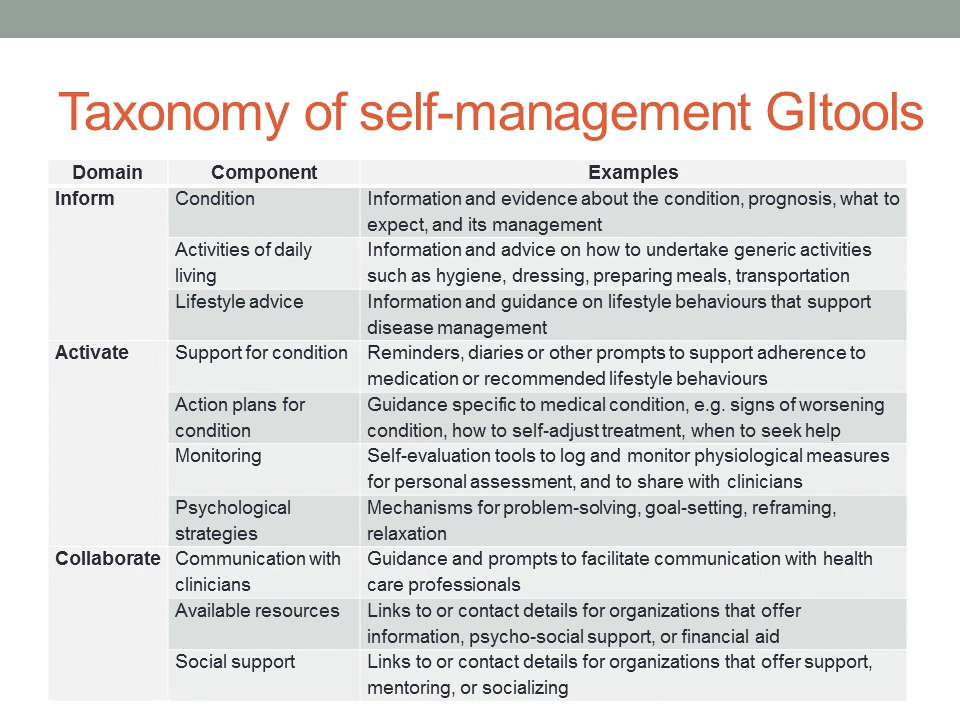 Taxonomy of self-management GItools
Domain Component Examples
Inform Condition Information and evidence about the condition, prognosis, what to
expect, and its management
Activities of daily Information and advice on how to undertake generic activities
living such as hygiene, dressing, preparing meals, transportation
Lifestyle advice Information and guidance on lifestyle behaviours that support
disease management
Activate Support for condition Reminders, diaries or other prompts to support adherence to
medication or recommended lifestyle behaviours
Action plans for Guidance specific to medical condition, e.g. signs of worsening
condition condition, how to self-adjust treatment, when to seek help
Monitoring Self-evaluation tools to log and monitor physiological measures
for personal assessment, and to share with clinicians
Psychological Mechanisms for problem-solving, goal-setting, reframing,
strategies relaxation
Collaborate Communication with Guidance and prompts to facilitate communication with health
clinicians care professionals
Available resources Links to or contact details for organizations that offer
information, psycho-social support, or financial aid
Social support Links to or contact details for organizations that offer support,
mentoring, or socializing